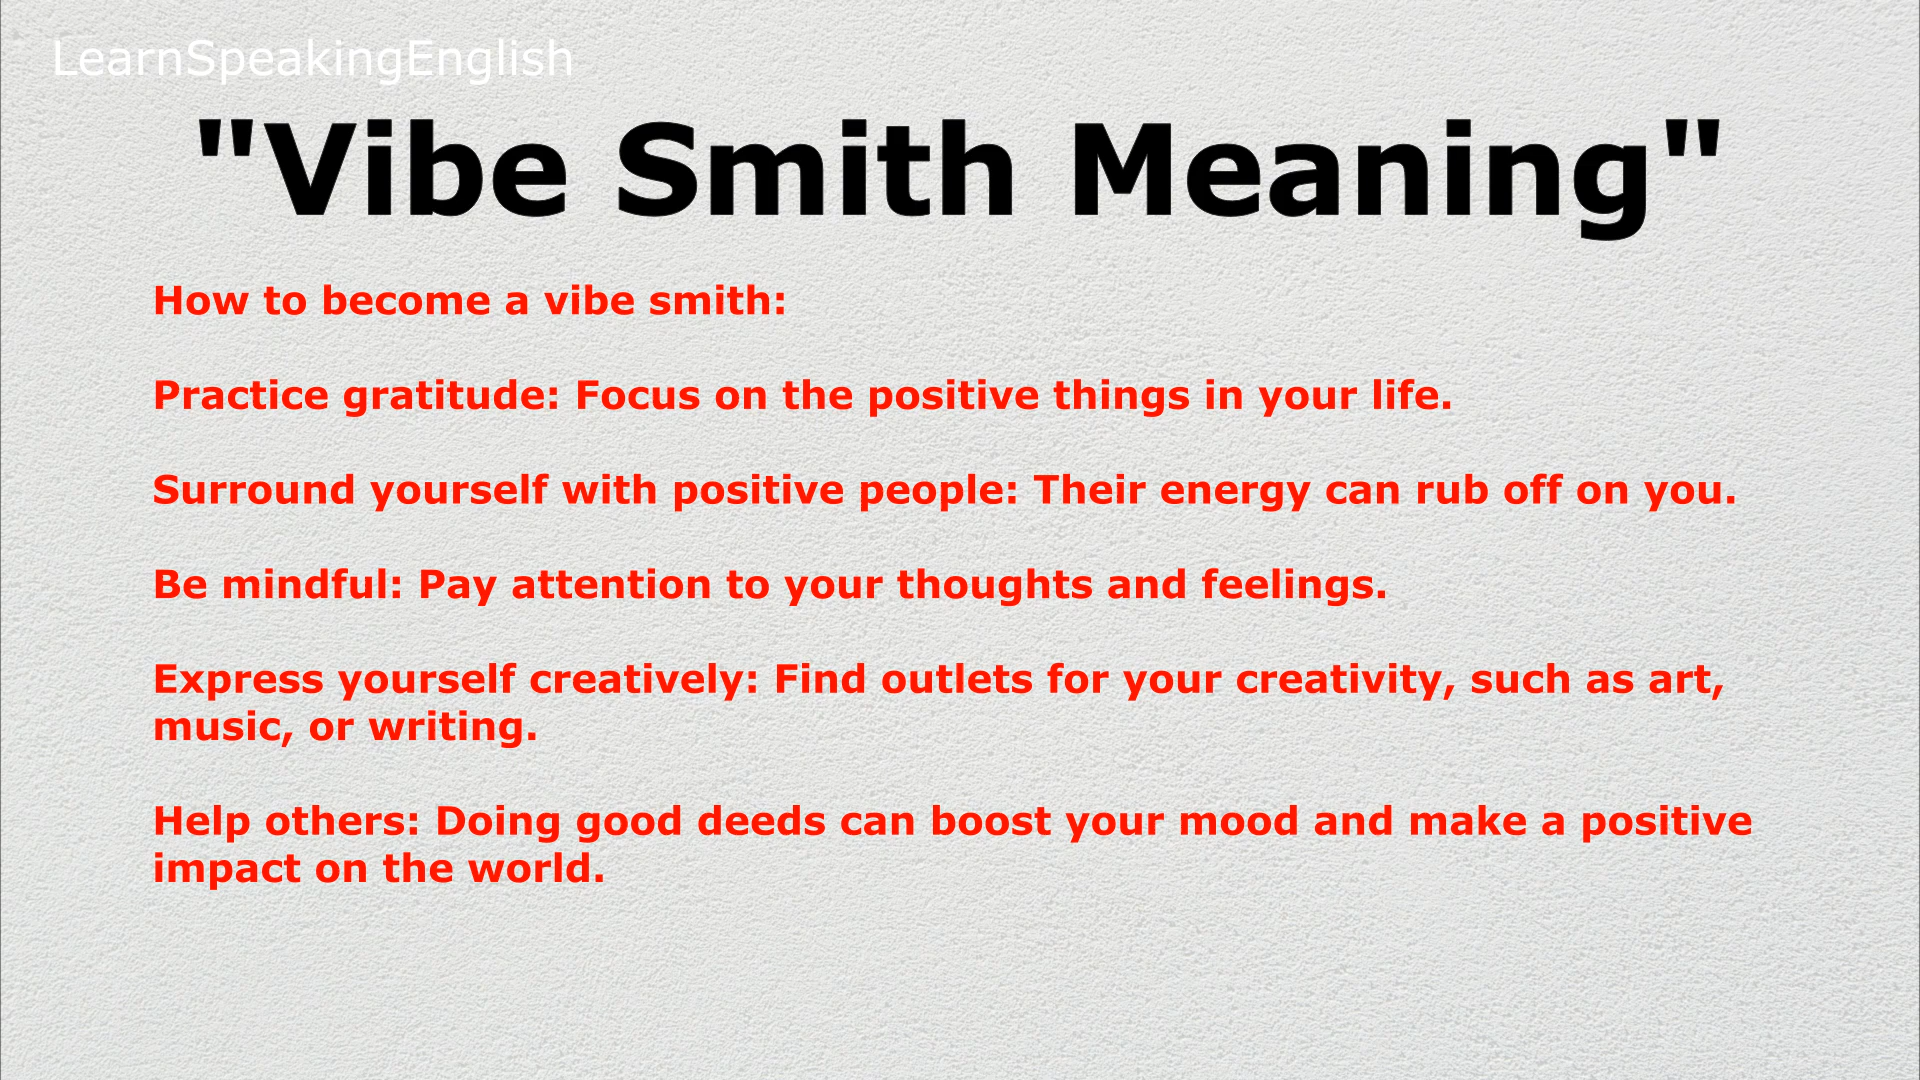 LearnSpeakingEnglish
"Vibe Smith Meaning"
How to become a vibe smith:
Practice gratitude: Focus on the positive things in your life.
Surround yourself with positive people: Their energy can rub off on you.
Be mindful: Pay attention to your thoughts and feelings.
Express yourself creatively: Find outlets for your creativity, such as art,
music, or writing.
Help others: Doing good deeds can boost your mood and make a positive
impact on the world.